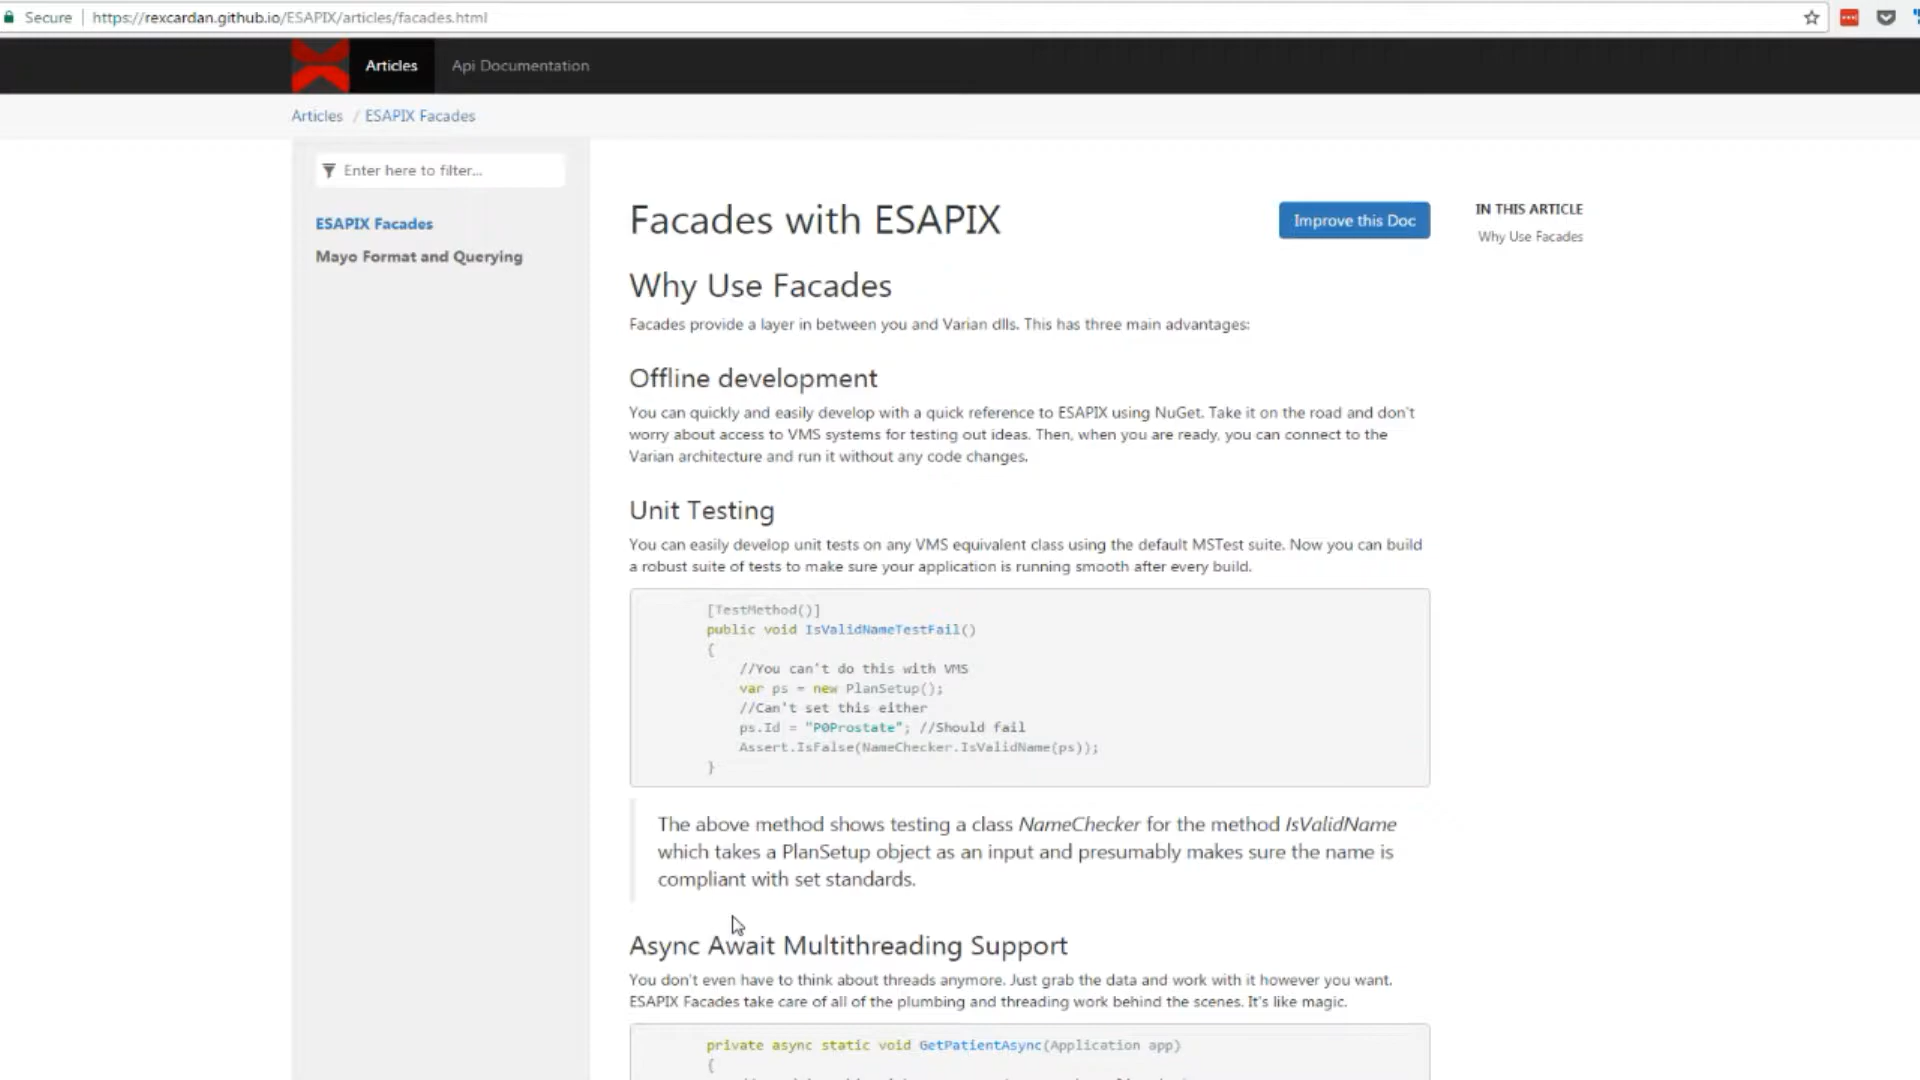 Secure
https://rexcardan.github.io/ESAPIX/articles/facades.html
Articles
Api Documentation
Articles / ESAPIX Facades
Enter here to filter...
ESAPIX Facades
Mayo Format and Querying
Facades with ESAPIX
Improve this Doc
IN THIS ARTICLE
Why Use Facades
Why Use Facades
Facades provide a layer in between you and Varian dlls. This has three main advantages:
Offline development
You can quickly and easily develop with a quick reference to ESAPIX using NuGet. Take it on the road and don't
worry about access to VMS systems for testing out ideas. Then, when you are ready, you can connect to the
Varian architecture and run it without any code changes.
Unit Testing
You can easily develop unit tests on any VMS equivalent class using the default MSTest suite. Now you can build
a robust suite of tests to make sure your application is running smooth after every build.
[TestMethod()]
public void IsValidNameTestFail()
{
//You can't do this with VMS
var ps = new PlanSetup();
//Can't set this either
ps.Id = "P0Prostate"; //Should fail
Assert.IsFalse(NameChecker.IsValidName(ps));
}
The above method shows testing a class NameChecker for the method IsValidName
which takes a PlanSetup object as an input and presumably makes sure the name is
compliant with set standards.
Async Await Multithreading Support
You don't even have to think about threads anymore. Just grab the data and work with it however you want.
ESAPIX Facades take care of all of the plumbing and threading work behind the scenes. It's like magic.
private async static void GetPatientAsync(Application app)
{